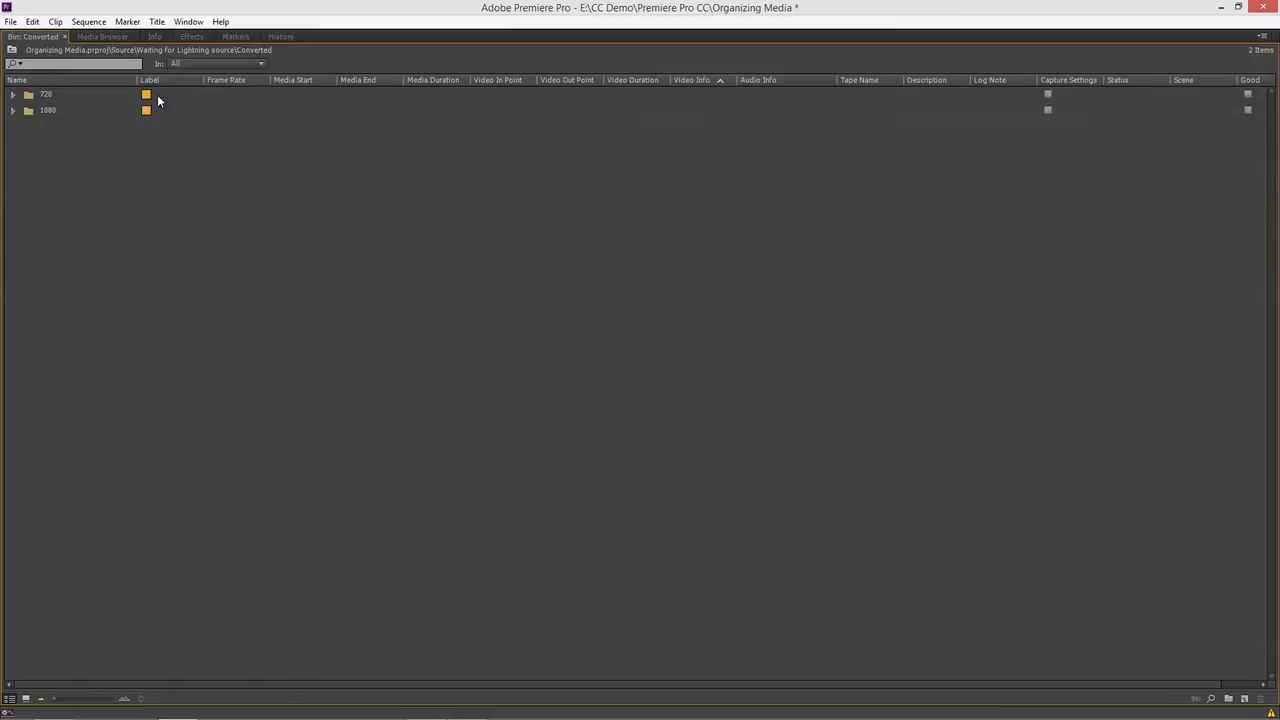 Pr
Adobe Premiere Pro - E:\CC Demo\Premiere Pro CC\Organizing Media *
File Edit Clip Sequence Marker Title Window Help
Bin: Converted × Media Browser Info Effects Markers History
Organizing Media.prproj\Source\Waiting for Lightning source\Converted 2 Items
In: All
Name Label Frame Rate Media Start Media End Media Duration Video In Point Video Out Point Video Duration Video Info Audio Info Tape Name Description Log Note Capture Settings Status Scene Good
720
1080